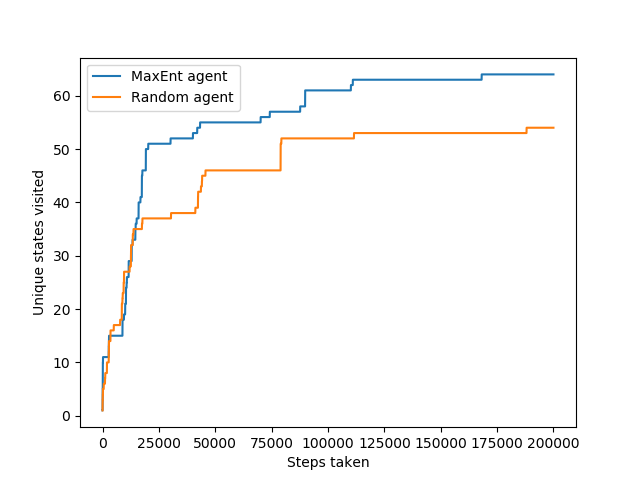 MaxEnt agent
Random agent
60
50
40
30
20
10
0
Unique states visited
0 25000 50000 75000 100000 125000 150000 175000 200000
Steps taken